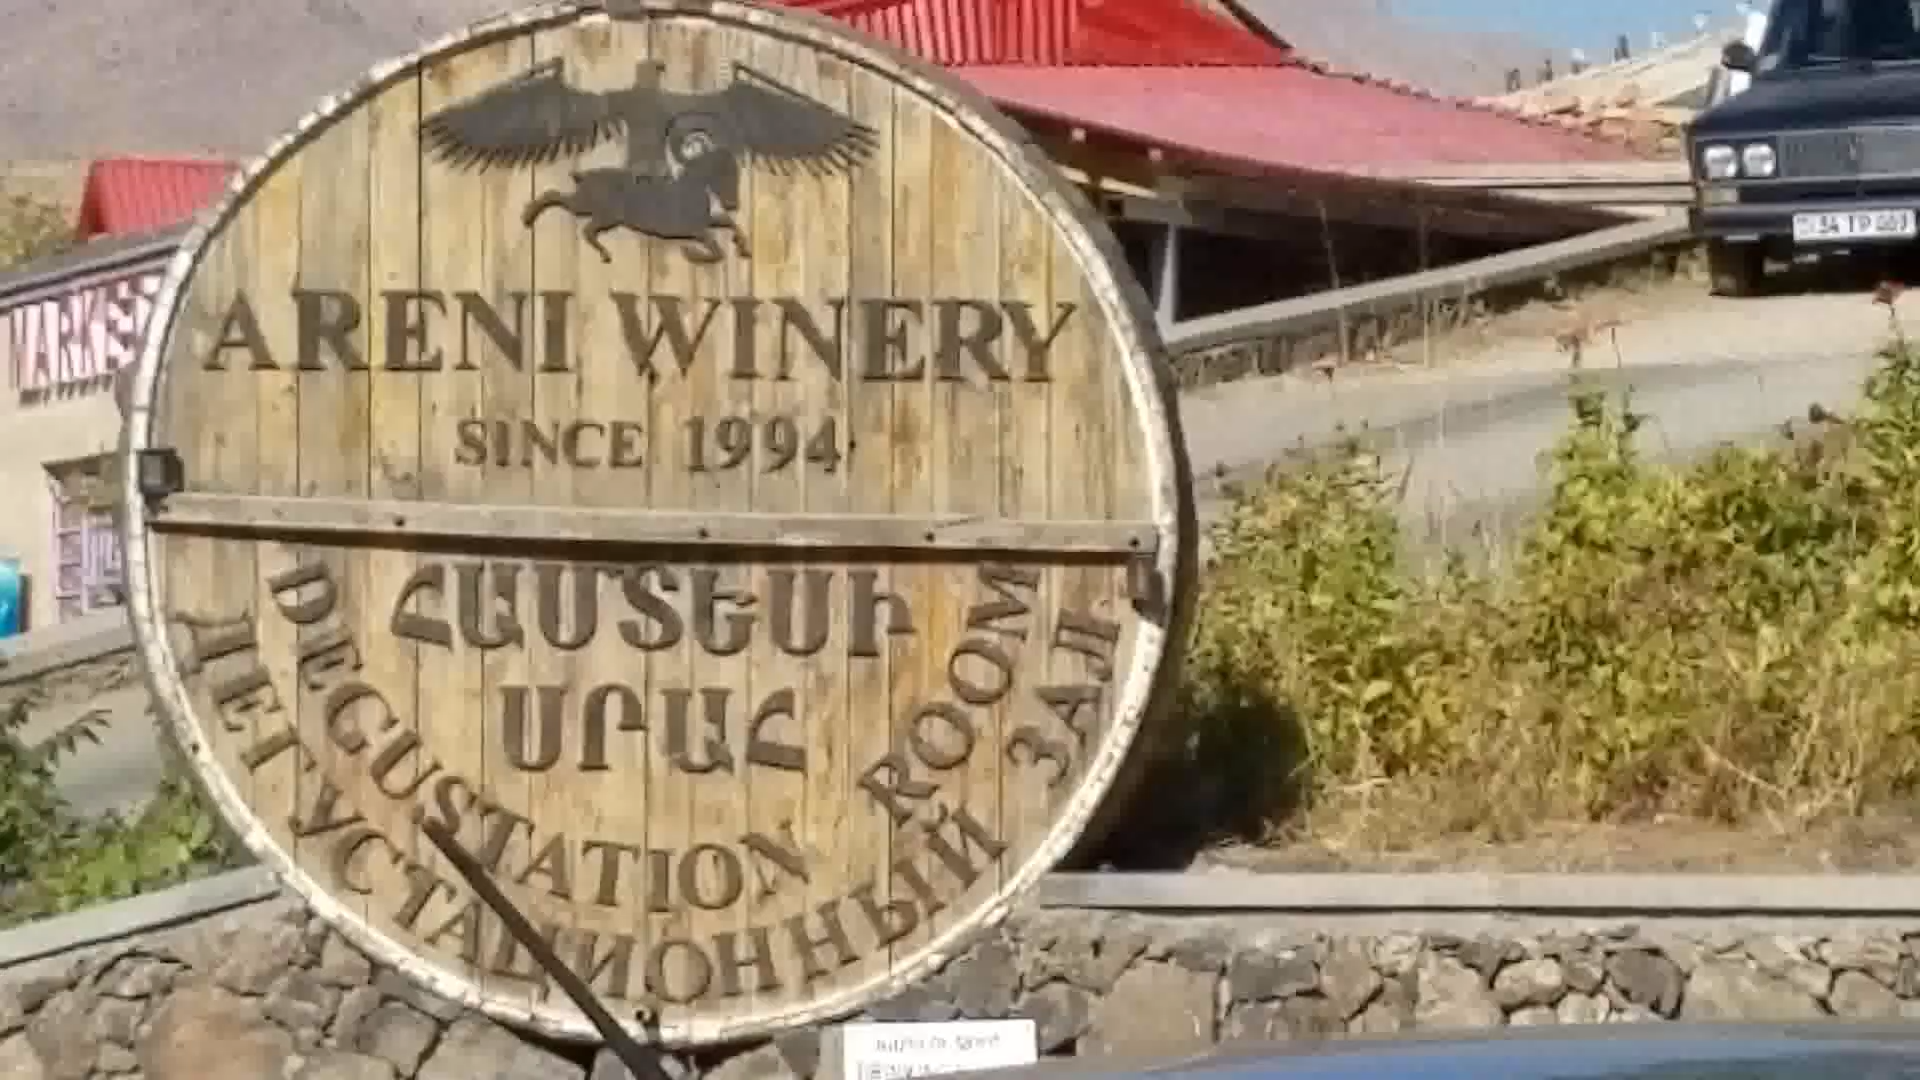 ARENI WINERY
SINCE 1994
ՀԱՄՏԵՍԻ
ՍՐԱՀ
DEGUSTATION ROOM
ДЕГУСТАЦИОННЫЙ ЗАЛ